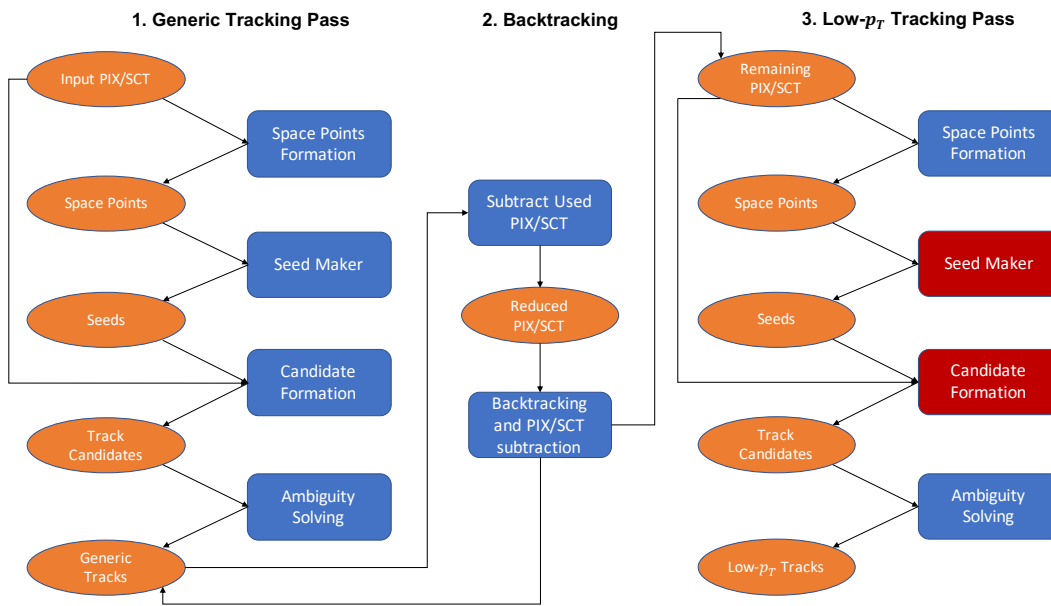 1. Generic Tracking Pass
Input PIX/SCT
Space Points
Formation
Space Points
Seed Maker
Seeds
Candidate
Formation
Track
Candidates
Ambiguity
Solving
Generic
Tracks
2. Backtracking
Subtract Used
PIX/SCT
Reduced
PIX/SCT
Backtracking
and PIX/SCT
subtraction
3. Low-p_T Tracking Pass
Remaining
PIX/SCT
Space Points
Formation
Space Points
Seed Maker
Seeds
Candidate
Formation
Track
Candidates
Ambiguity
Solving
Low-p_T Tracks